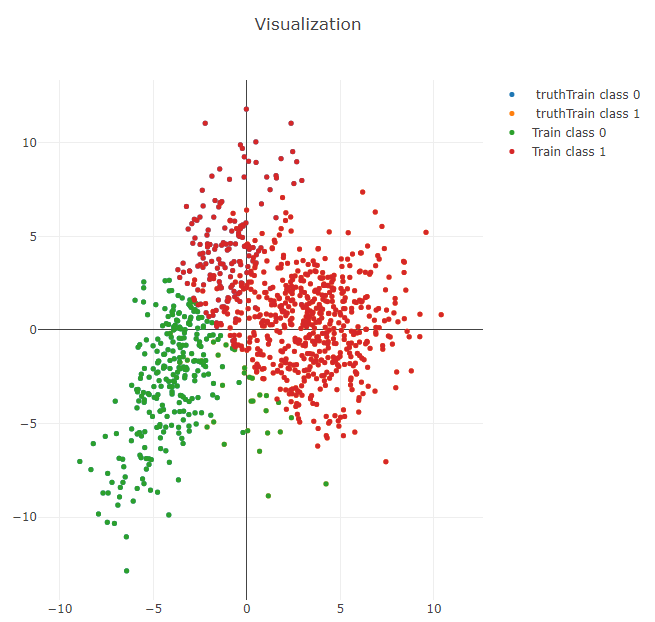 Visualization
truthTrain class 0
truthTrain class 1
Train class 0
Train class 1
10
5
0
−5
−10
−10
−5
0
5
10